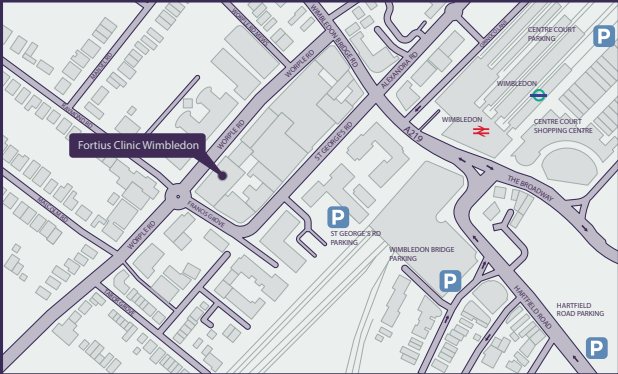 CENTRE COURT
PARKING
P
WORPLE RD
WIMBLEDON BRIDGE RD
ALEXANDRA RD
WIMBLEDON
WIMBLEDON
CENTRE COURT
SHOPPING CENTRE
A219
ST GEORGE'S RD
WORPLE RD
Fortius Clinic Wimbledon
THE BROADWAY
FRANCIS GROVE
P
ST GEORGE'S RD
PARKING
WORPLE RD
WIMBLEDON BRIDGE
PARKING
P
HARTFIELD ROAD
HARTFIELD
ROAD PARKING
P